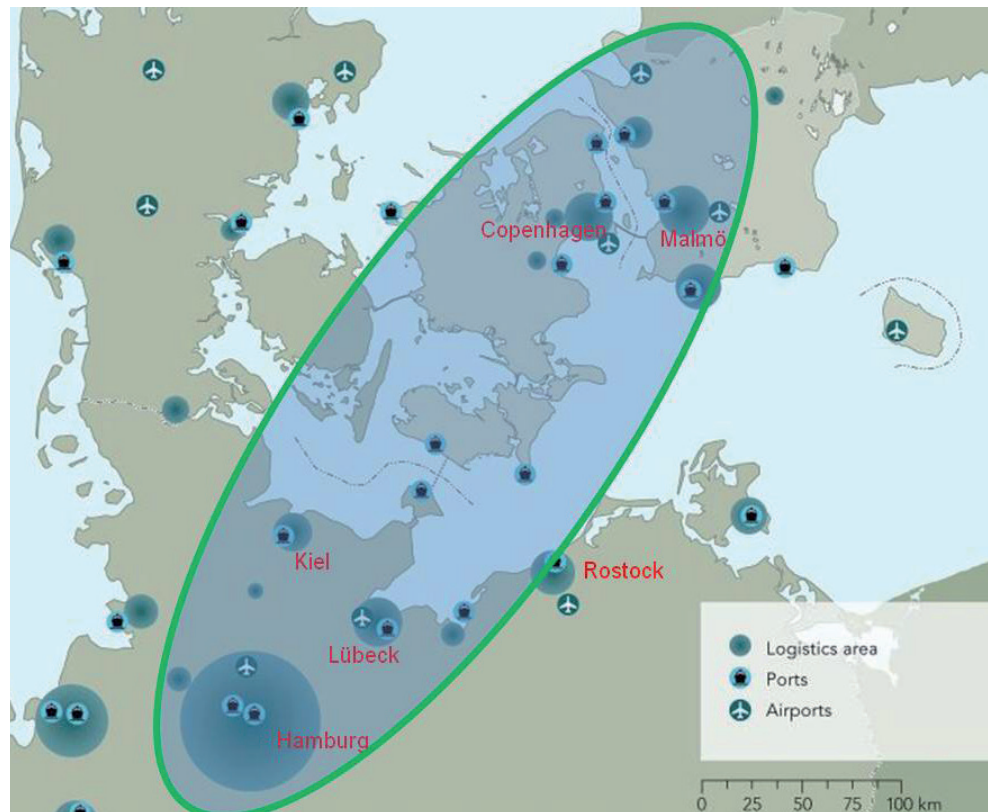 Copenhagen
Malmö
Kiel
Rostock
Lübeck
Hamburg
Logistics area
Ports
Airports
0 25 50 75 100 km